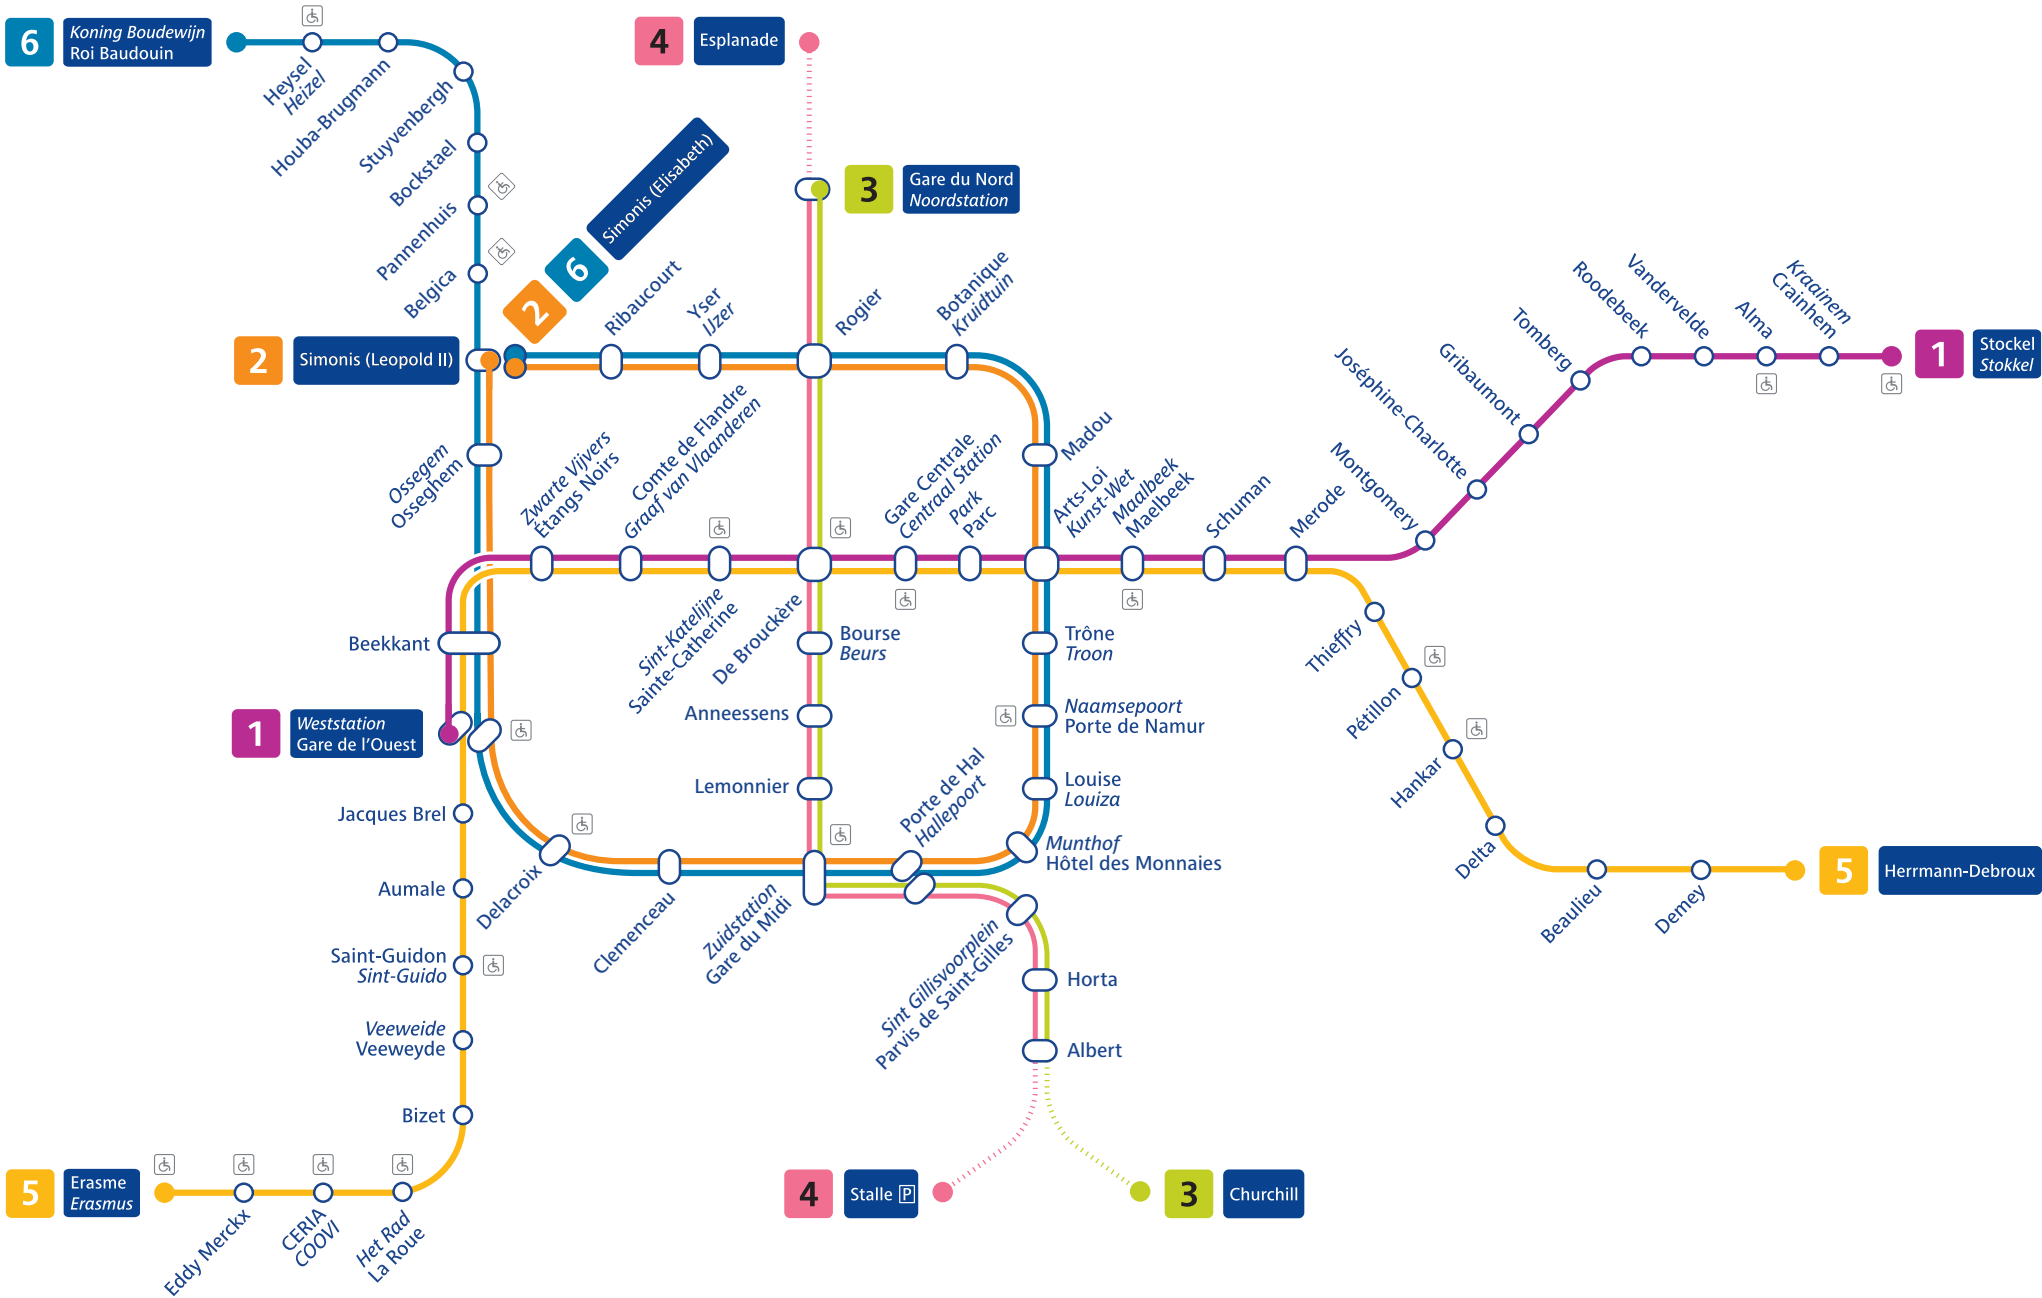 6
Koning Boudewijn
Roi Baudouin
Heysel
Heizel
Houba-Brugmann
Stuyvenbergh
Bockstael
Pannenhuis
Belgica
4
Esplanade
3
Gare du Nord
Noordstation
2
6
Simonis (Elisabeth)
2
Simonis (Leopold II)
Ribaucourt
Yser
IJzer
Rogier
Botanique
Kruidtuin
Madou
Ossegem
Osseghem
Zwarte Vijvers
Étangs Noirs
Comte de Flandre
Graaf van Vlaanderen
Sint-Katelijne
Sainte-Catherine
De Brouckère
Gare Centrale
Centraal Station
Park
Parc
Arts-Loi
Kunst-Wet
Maalbeek
Maelbeek
Schuman
Merode
Montgomery
Joséphine-Charlotte
Gribaumont
Tomberg
Roodebeek
Vandervelde
Alma
Kraainem
Crainhem
1
Stockel
Stokkel
Beekkant
1
Weststation
Gare de l'Ouest
Bourse
Beurs
Anneessens
Lemonnier
Trône
Troon
Naamsepoort
Porte de Namur
Louise
Louiza
Munthof
Hôtel des Monnaies
Porte de Hal
Hallepoort
Thieffry
Pétillon
Hankar
Delta
Beaulieu
Demey
5
Herrmann-Debroux
Jacques Brel
Aumale
Saint-Guidon
Sint-Guido
Veeweide
Veeweyde
Bizet
Delacroix
Clemenceau
Zuidstation
Gare du Midi
Sint Gillisvoorplein
Parvis de Saint-Gilles
Horta
Albert
5
Erasme
Erasmus
Eddy Merckx
CERIA
COOVI
Het Rad
La Roue
4
Stalle P
3
Churchill